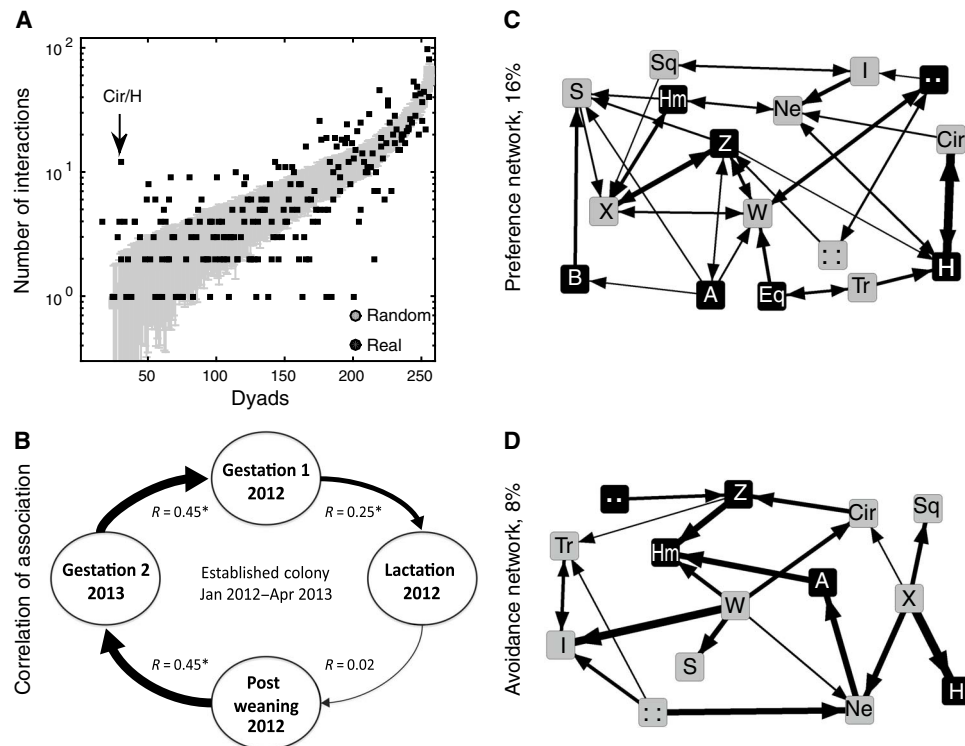 A
Number of interactions
10²
10¹
10⁰
Cir/H
Random
Real
50
100
150
200
250
Dyads
B
Correlation of association
Gestation 1
2012
R = 0.45*
R = 0.25*
Gestation 2
2013
Established colony
Jan 2012–Apr 2013
Lactation
2012
R = 0.45*
R = 0.02
Post
weaning
2012
C
Preference network, 16%
Sq
I
..
S
Hm
Ne
Z
Cir
X
W
::
H
B
A
Eq
Tr
D
Avoidance network, 8%
..
Z
Cir
Sq
Tr
Hm
A
W
X
I
S
H
::
Ne